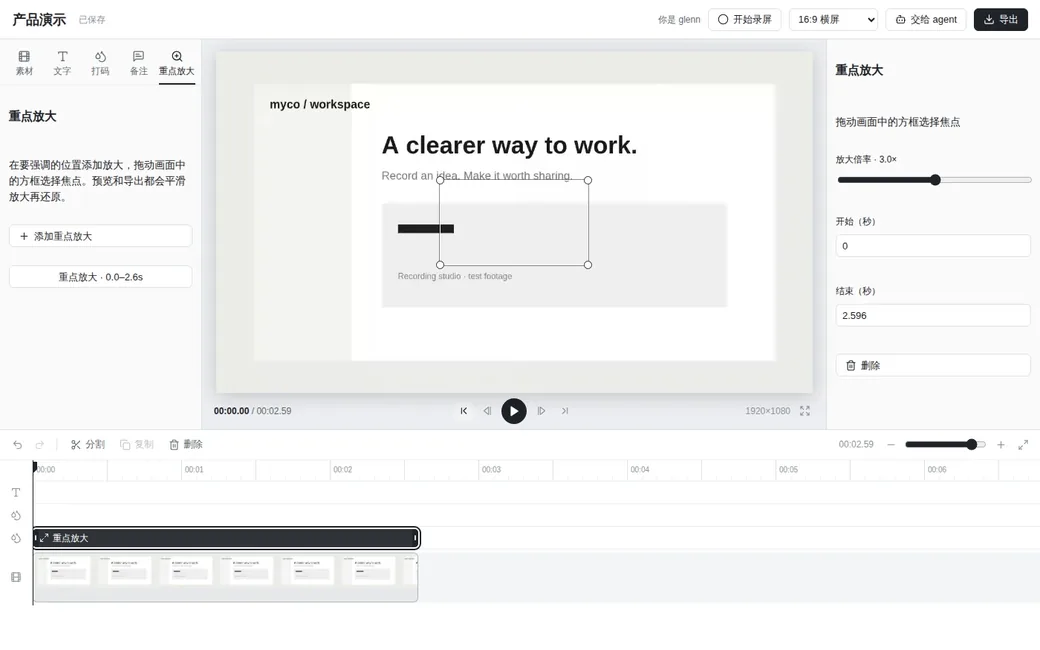 产品演示 已保存 你是 glenn 开始录屏 16:9 横屏 交给 agent 导出
素材 文字 打码 备注 重点放大
重点放大
在要强调的位置添加放大，拖动画面中
的方框选择焦点。预览和导出都会平滑
放大再还原。
添加重点放大
重点放大 · 0.0–2.6s
myco / workspace
A clearer way to work.
Record an idea. Make it worth sharing.
Recording studio · test footage
00:00.00 / 00:02.59
1920×1080
重点放大
拖动画面中的方框选择焦点
放大倍率 · 3.0×
开始（秒）
0
结束（秒）
2.596
删除
分割 复制 删除 00:02.59
00:00 00:01 00:02 00:03 00:04 00:05 00:06
重点放大